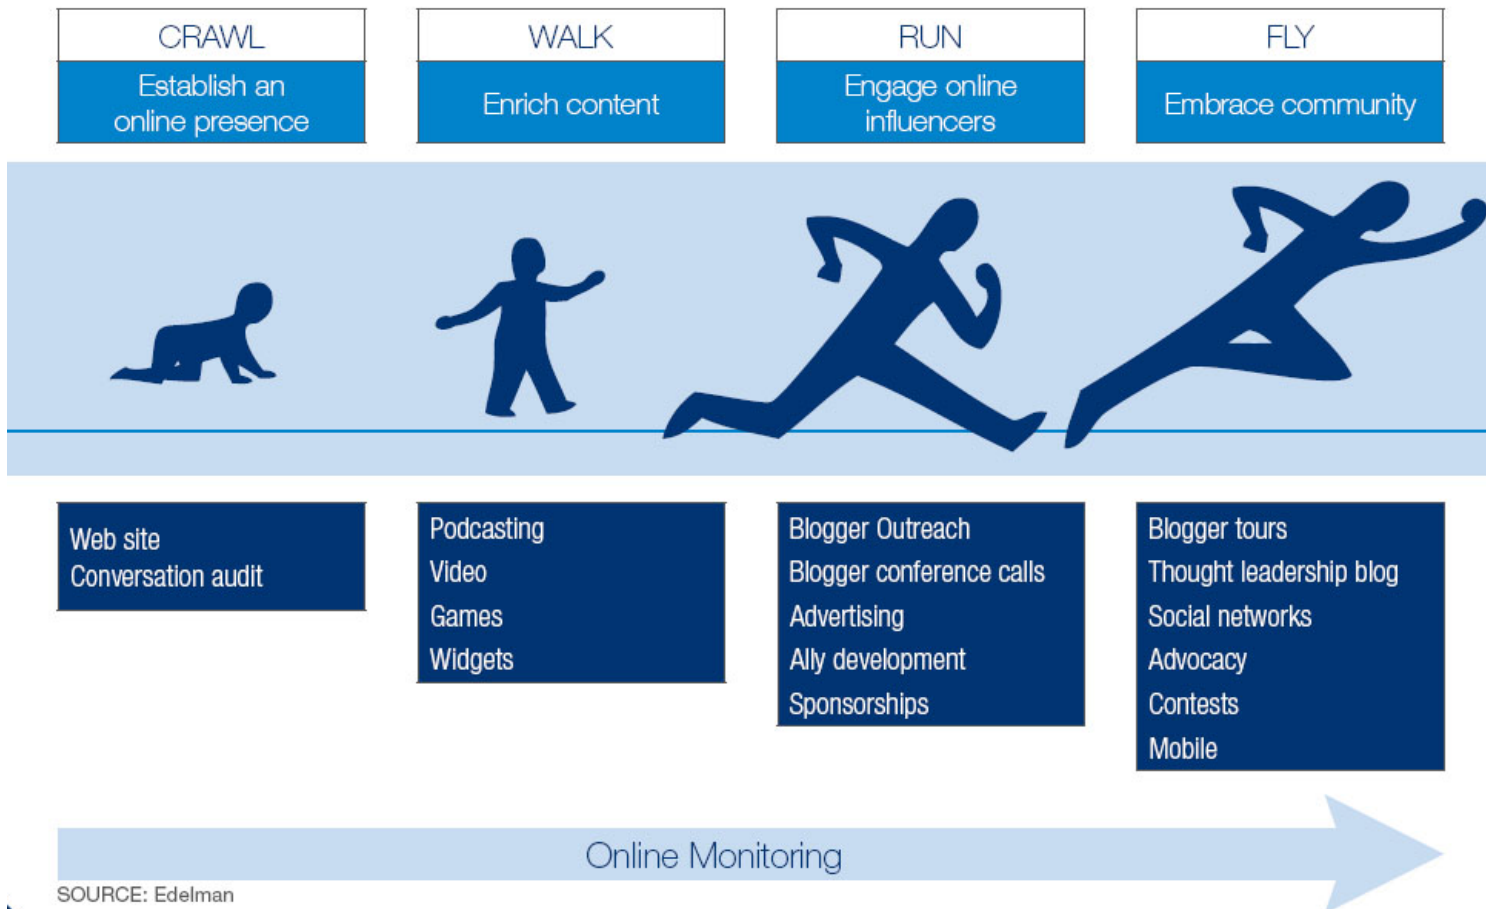 CRAWL
Establish an
online presence
WALK
Enrich content
RUN
Engage online
influencers
FLY
Embrace community
Web site
Conversation audit
Podcasting
Video
Games
Widgets
Blogger Outreach
Blogger conference calls
Advertising
Ally development
Sponsorships
Blogger tours
Thought leadership blog
Social networks
Advocacy
Contests
Mobile
Online Monitoring
SOURCE: Edelman